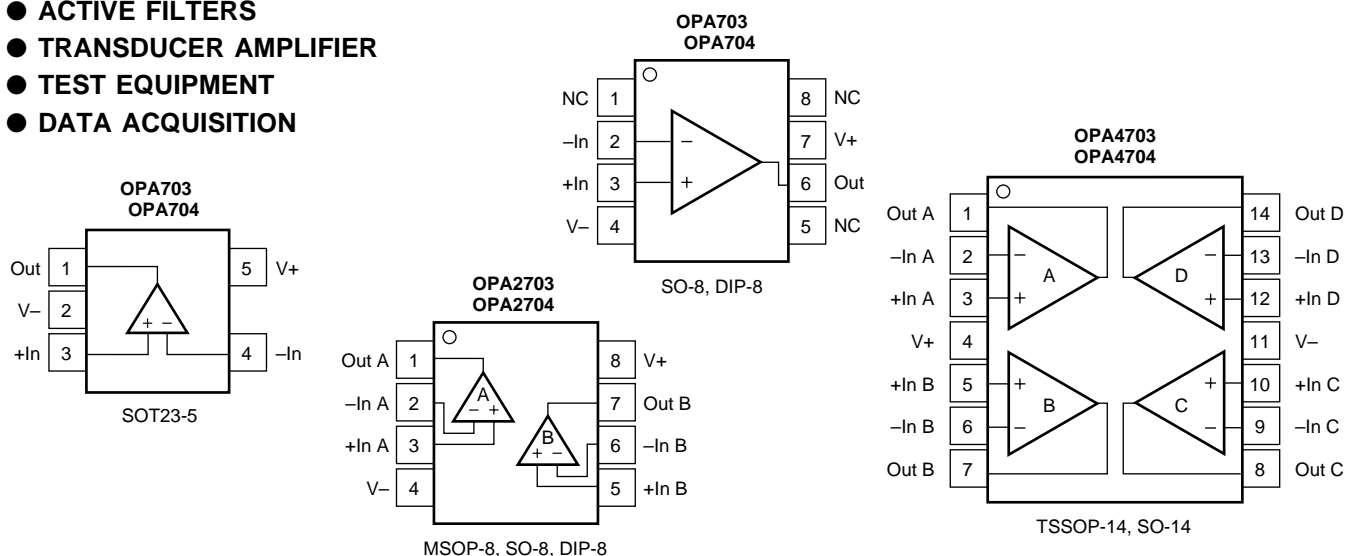 ● ACTIVE FILTERS
● TRANSDUCER AMPLIFIER
● TEST EQUIPMENT
● DATA ACQUISITION
OPA703
OPA704
Out 1
V– 2
+In 3
5 V+
4 –In
+ –
SOT23-5
OPA2703
OPA2704
Out A 1
–In A 2
+In A 3
V– 4
8 V+
7 Out B
6 –In B
5 +In B
A
– +
B
+ –
MSOP-8, SO-8, DIP-8
OPA703
OPA704
NC 1
–In 2
+In 3
V– 4
8 NC
7 V+
6 Out
5 NC
–
+
SO-8, DIP-8
OPA4703
OPA4704
Out A 1
–In A 2
+In A 3
V+ 4
+In B 5
–In B 6
Out B 7
14 Out D
13 –In D
12 +In D
11 V–
10 +In C
9 –In C
8 Out C
–
A
+
–
D
+
+
B
–
+
C
–
TSSOP-14, SO-14